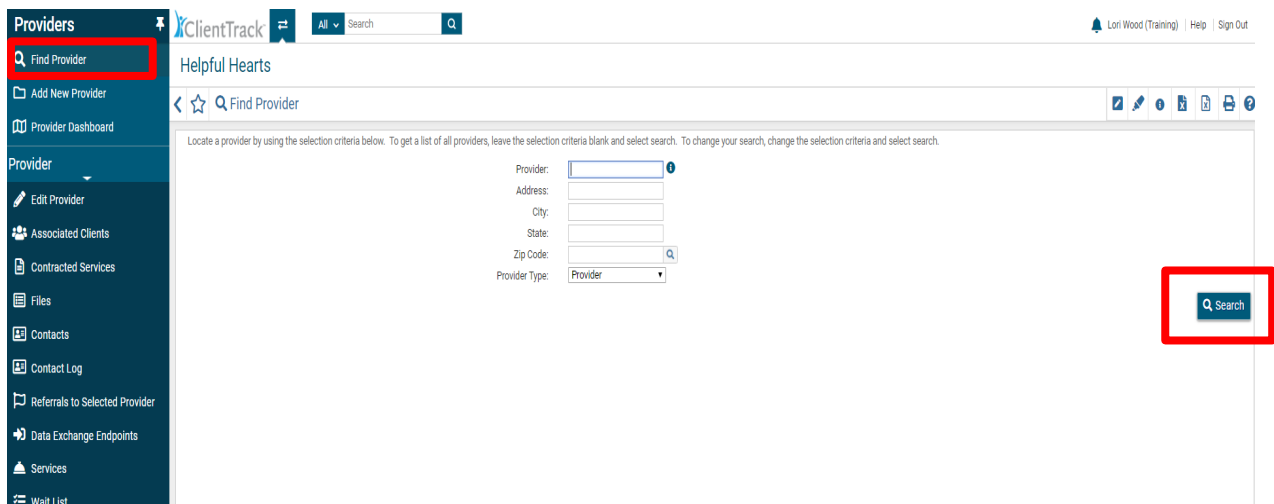 Providers
ClientTrack
All
Search
Lori Wood (Training) | Help | Sign Out
Find Provider
Helpful Hearts
Add New Provider
Find Provider
Provider Dashboard
Locate a provider by using the selection criteria below. To get a list of all providers, leave the selection criteria blank and select search. To change your search, change the selection criteria and select search.
Provider
Provider:
Address:
City:
State:
Zip Code:
Provider Type: Provider
Search
Edit Provider
Associated Clients
Contracted Services
Files
Contacts
Contact Log
Referrals to Selected Provider
Data Exchange Endpoints
Services
Wait List